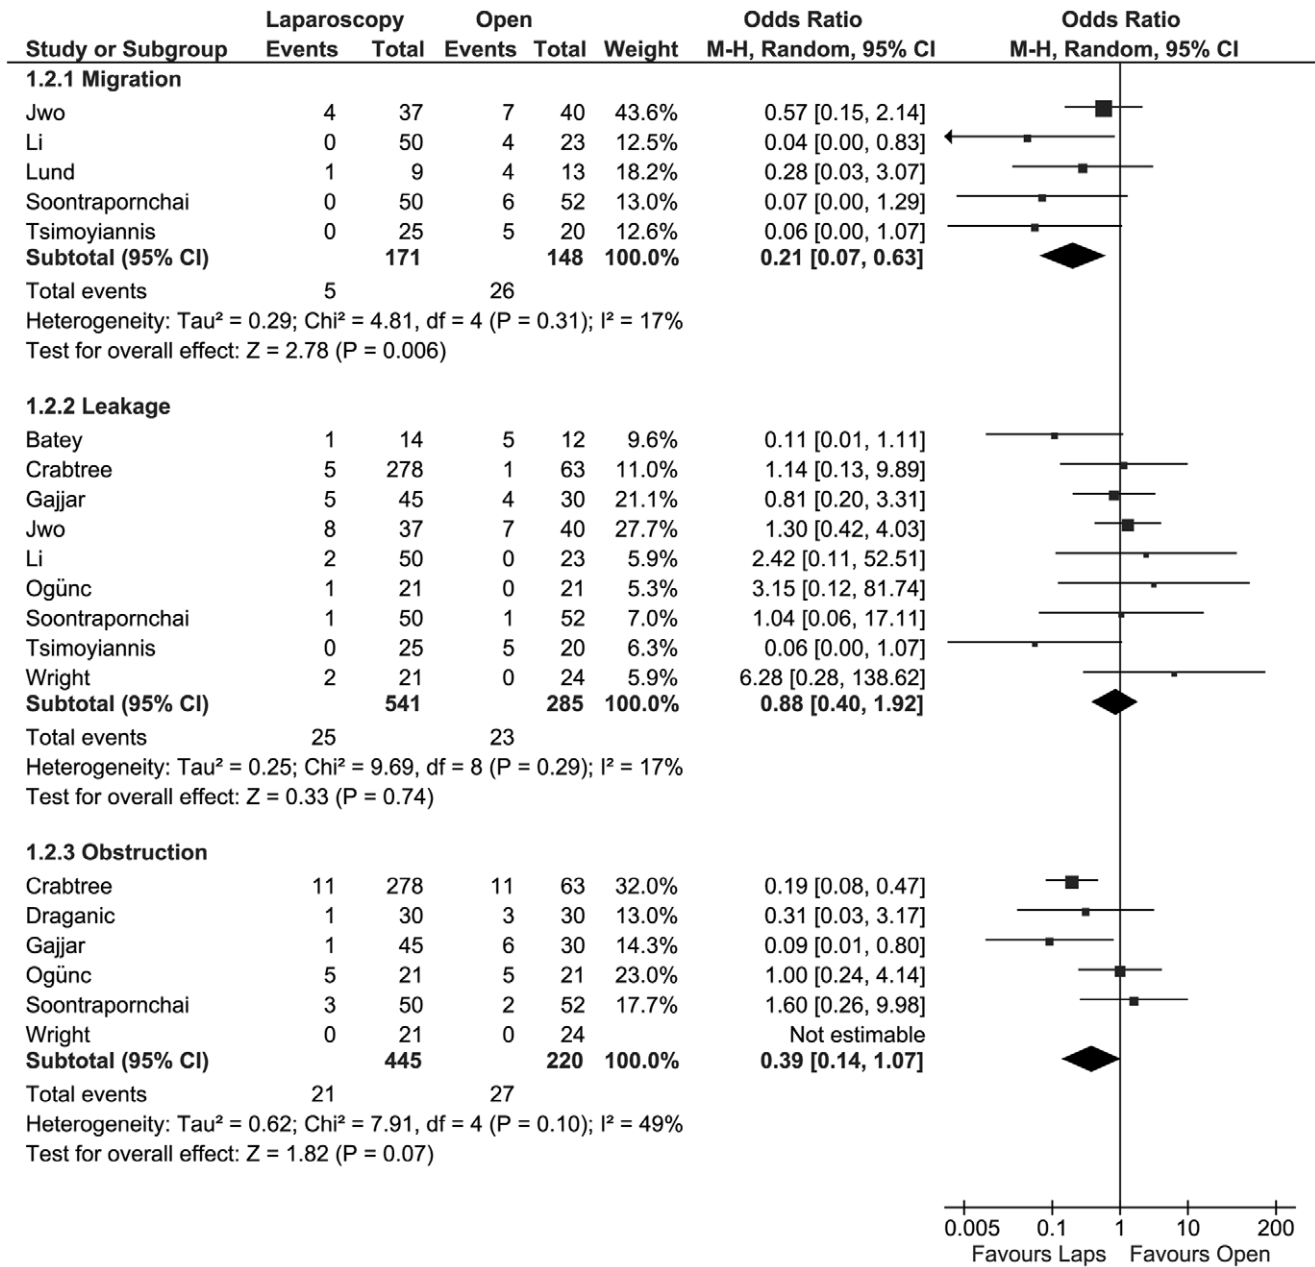 Laparoscopy Open Odds Ratio Odds Ratio
Study or Subgroup Events Total Events Total Weight M-H, Random, 95% CI M-H, Random, 95% CI
1.2.1 Migration
Jwo 4 37 7 40 43.6% 0.57 [0.15, 2.14]
Li 0 50 4 23 12.5% 0.04 [0.00, 0.83]
Lund 1 9 4 13 18.2% 0.28 [0.03, 3.07]
Soontrapornchai 0 50 6 52 13.0% 0.07 [0.00, 1.29]
Tsimoyiannis 0 25 5 20 12.6% 0.06 [0.00, 1.07]
Subtotal (95% CI) 171 148 100.0% 0.21 [0.07, 0.63]
Total events 5 26
Heterogeneity: Tau² = 0.29; Chi² = 4.81, df = 4 (P = 0.31); I² = 17%
Test for overall effect: Z = 2.78 (P = 0.006)
1.2.2 Leakage
Batey 1 14 5 12 9.6% 0.11 [0.01, 1.11]
Crabtree 5 278 1 63 11.0% 1.14 [0.13, 9.89]
Gajjar 5 45 4 30 21.1% 0.81 [0.20, 3.31]
Jwo 8 37 7 40 27.7% 1.30 [0.42, 4.03]
Li 2 50 0 23 5.9% 2.42 [0.11, 52.51]
Ogünc 1 21 0 21 5.3% 3.15 [0.12, 81.74]
Soontrapornchai 1 50 1 52 7.0% 1.04 [0.06, 17.11]
Tsimoyiannis 0 25 5 20 6.3% 0.06 [0.00, 1.07]
Wright 2 21 0 24 5.9% 6.28 [0.28, 138.62]
Subtotal (95% CI) 541 285 100.0% 0.88 [0.40, 1.92]
Total events 25 23
Heterogeneity: Tau² = 0.25; Chi² = 9.69, df = 8 (P = 0.29); I² = 17%
Test for overall effect: Z = 0.33 (P = 0.74)
1.2.3 Obstruction
Crabtree 11 278 11 63 32.0% 0.19 [0.08, 0.47]
Draganic 1 30 3 30 13.0% 0.31 [0.03, 3.17]
Gajjar 1 45 6 30 14.3% 0.09 [0.01, 0.80]
Ogünc 5 21 5 21 23.0% 1.00 [0.24, 4.14]
Soontrapornchai 3 50 2 52 17.7% 1.60 [0.26, 9.98]
Wright 0 21 0 24 Not estimable
Subtotal (95% CI) 445 220 100.0% 0.39 [0.14, 1.07]
Total events 21 27
Heterogeneity: Tau² = 0.62; Chi² = 7.91, df = 4 (P = 0.10); I² = 49%
Test for overall effect: Z = 1.82 (P = 0.07)
0.005 0.1 1 10 200
Favours Laps Favours Open